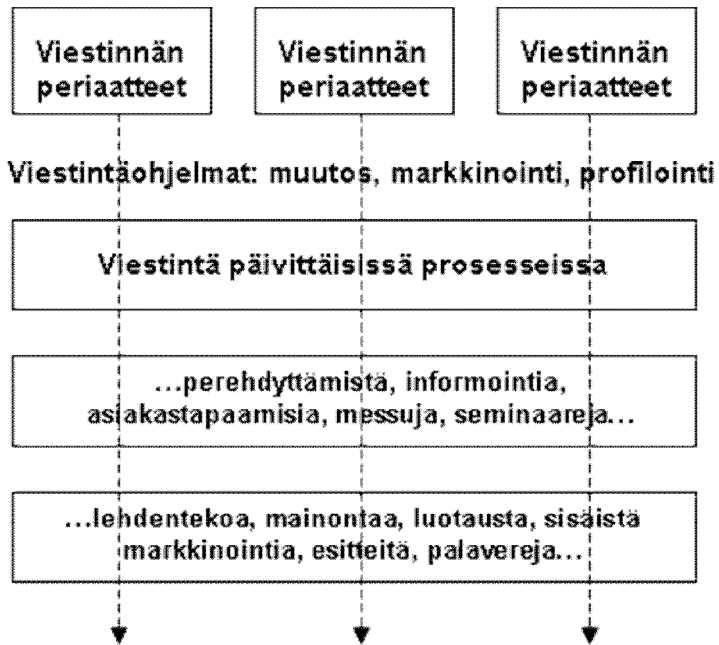 Viestinnän
periaatteet
Viestinnän
periaatteet
Viestinnän
periaatteet
Viestintäohjelmat: muutos, markkinointi, profilointi
Viestintä päivittäisissä prosesseissa
…perehdyttämistä, informointia,
asiakastapaamisia, messuja, seminaareja…
…lehdentekoa, mainontaa, luotausta, sisäistä
markkinointia, esitteitä, palavereja…